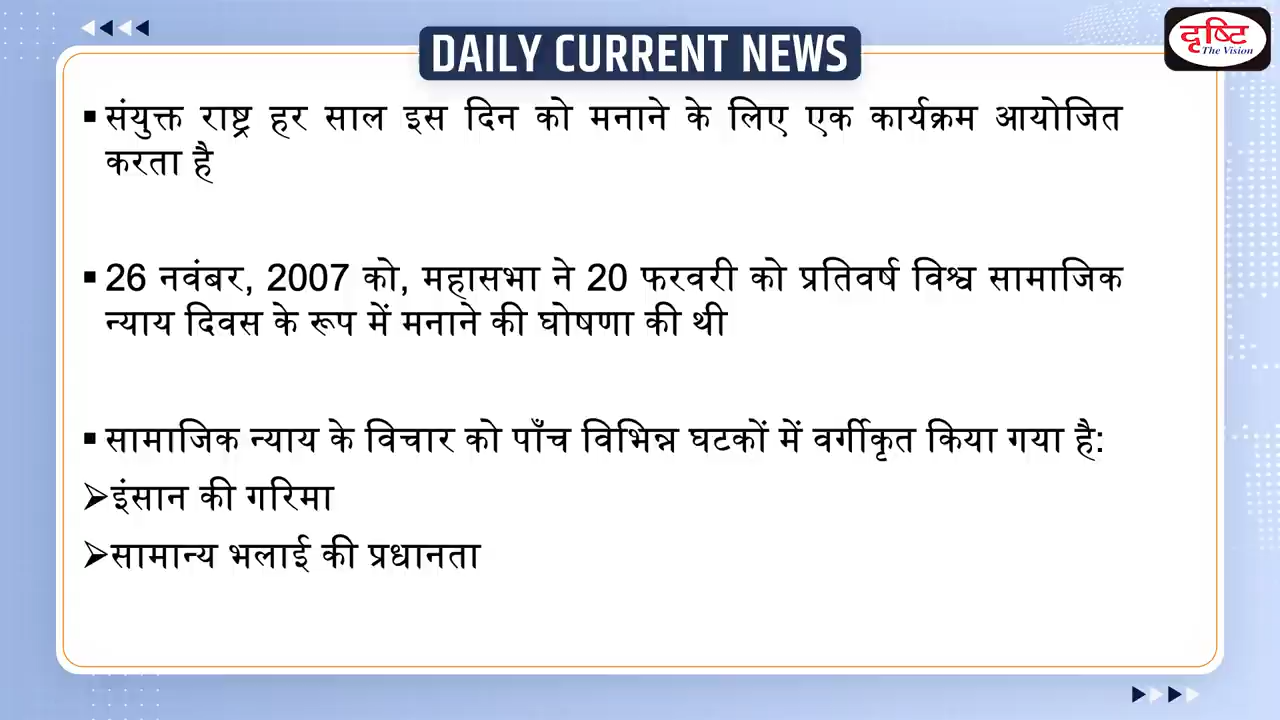 DAILY CURRENT NEWS
दृष्टि
The Vision
▪ संयुक्त राष्ट्र हर साल इस दिन को मनाने के लिए एक कार्यक्रम आयोजित
करता है
▪ 26 नवंबर, 2007 को, महासभा ने 20 फरवरी को प्रतिवर्ष विश्व सामाजिक
न्याय दिवस के रूप में मनाने की घोषणा की थी
▪ सामाजिक न्याय के विचार को पाँच विभिन्न घटकों में वर्गीकृत किया गया है:
➢इंसान की गरिमा
➢सामान्य भलाई की प्रधानता